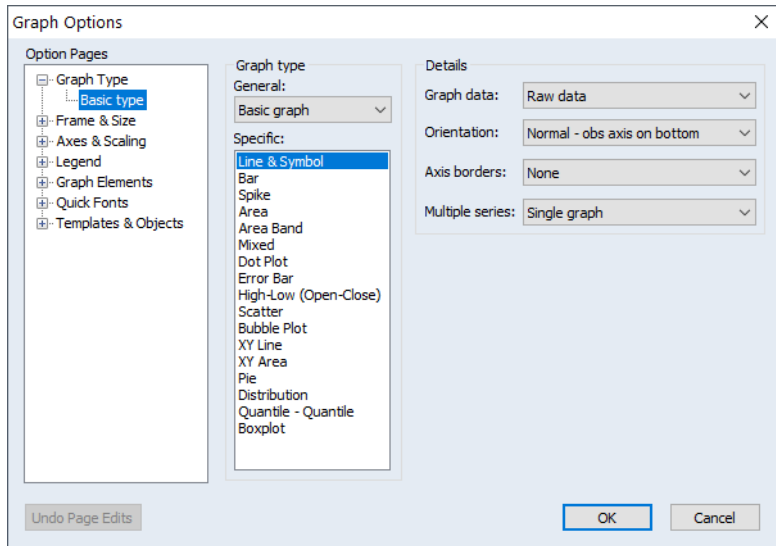 Graph Options
Option Pages
Graph Type
Basic type
Frame & Size
Axes & Scaling
Legend
Graph Elements
Quick Fonts
Templates & Objects
Graph type
General:
Basic graph
Specific:
Line & Symbol
Bar
Spike
Area
Area Band
Mixed
Dot Plot
Error Bar
High-Low (Open-Close)
Scatter
Bubble Plot
XY Line
XY Area
Pie
Distribution
Quantile - Quantile
Boxplot
Details
Graph data: Raw data
Orientation: Normal - obs axis on bottom
Axis borders: None
Multiple series: Single graph
Undo Page Edits
OK
Cancel